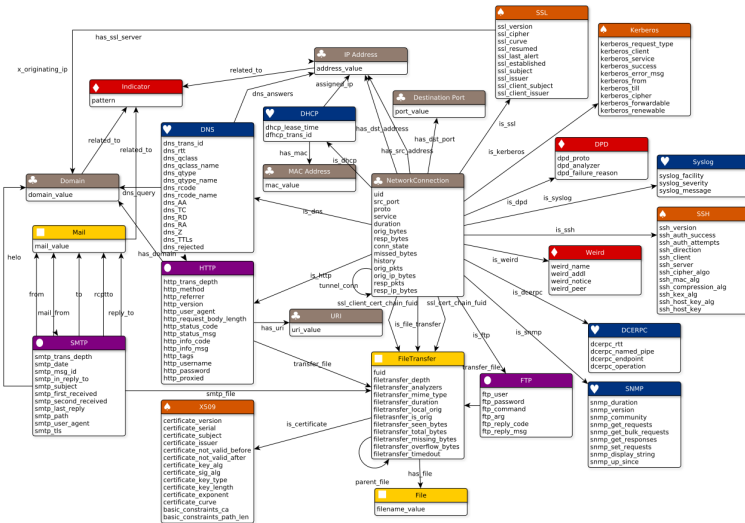 SSL
ssl_version
ssl_cipher
ssl_curve
ssl_resumed
ssl_last_alert
ssl_established
ssl_subject
ssl_issuer
ssl_client_subject
ssl_client_issuer
Kerberos
kerberos_request_type
kerberos_client
kerberos_service
kerberos_success
kerberos_error_msg
kerberos_from
kerberos_till
kerberos_cipher
kerberos_forwardable
kerberos_renewable
has_ssl_server
x_originating_ip
IP Address
address_value
related_to
assigned_ip
dns_answers
Indicator
pattern
Destination Port
port_value
DHCP
dhcp_lease_time
dfhcp_trans_id
has_dst_address
has_dst_port
has_src_address
is_ssl
is_kerberos
DNS
dns_trans_id
dns_rtt
dns_qclass
dns_qclass_name
dns_qtype
dns_qtype_name
dns_rcode
dns_rcode_name
dns_AA
dns_TC
dns_RD
dns_RA
dns_Z
dns_TTLs
dns_rejected
related_to
related_to
has_mac
is_dhcp
MAC Address
mac_value
DPD
dpd_proto
dpd_analyzer
dpd_failure_reason
Syslog
syslog_facility
syslog_severity
syslog_message
Domain
domain_value
dns_query
NetworkConnection
uid
src_port
proto
service
duration
orig_bytes
resp_bytes
conn_state
missed_bytes
history
orig_pkts
orig_ip_bytes
resp_pkts
resp_ip_bytes
is_dpd
is_syslog
is_dns
Mail
mail_value
helo
has_domain
is_ssh
SSH
ssh_version
ssh_auth_success
ssh_auth_attempts
ssh_direction
ssh_client
ssh_server
ssh_cipher_algo
ssh_mac_alg
ssh_compression_alg
ssh_kex_alg
ssh_host_key_alg
ssh_host_key
is_weird
Weird
weird_name
weird_addl
weird_notice
weird_peer
HTTP
http_trans_depth
http_method
http_referrer
http_version
http_user_agent
http_request_body_length
http_status_code
http_status_msg
http_info_code
http_info_msg
http_tags
http_username
http_password
http_proxied
is_http
tunnel_conn
is_dcerpc
from
to
rcptto
mail_from
reply_to
ssl_client_cert_chain_fuid
ssl_cert_chain_fuid
URI
uri_value
has_uri
is_file_transfer
is_ftp
is_snmp
DCERPC
dcerpc_rtt
dcerpc_named_pipe
dcerpc_endpoint
dcerpc_operation
SMTP
smtp_trans_depth
smtp_date
smtp_msg_id
smtp_in_reply_to
smtp_subject
smtp_first_received
smtp_second_received
smtp_last_reply
smtp_path
smtp_user_agent
smtp_tls
transfer_file
FileTransfer
fuid
filetransfer_depth
filetransfer_analyzers
filetransfer_mime_type
filetransfer_duration
filetransfer_local_orig
filetransfer_is_orig
filetransfer_seen_bytes
filetransfer_total_bytes
filetransfer_missing_bytes
filetransfer_overflow_bytes
filetransfer_timedout
transfer_file
FTP
ftp_user
ftp_password
ftp_command
ftp_arg
ftp_reply_code
ftp_reply_msg
SNMP
snmp_duration
snmp_version
snmp_community
snmp_get_requests
snmp_get_bulk_requests
snmp_get_responses
snmp_set_requests
snmp_display_string
snmp_up_since
smtp_file
X509
certificate_version
certificate_serial
certificate_subject
certificate_issuer
certificate_not_valid_before
certificate_not_valid_after
certificate_key_alg
certificate_sig_alg
certificate_key_type
certificate_key_length
certificate_exponent
certificate_curve
basic_constraints_ca
basic_constraints_path_len
is_certificate
parent_file
has_file
File
filename_value